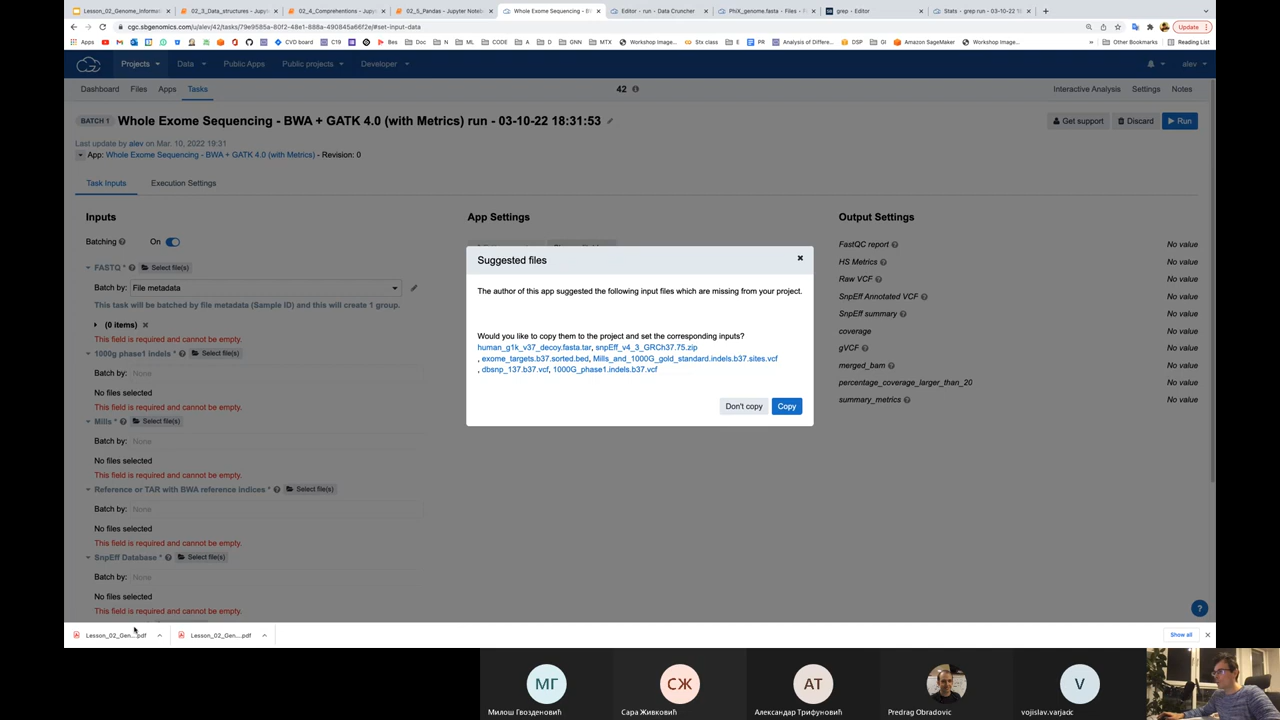 Lesson_02_Genome_Informa
02_3_Data_structures - Jupyt
02_4_Comprehentions - Jupyt
02_5_Pandas - Jupyter Noteb
Whole Exome Sequencing - BW
Editor - run - Data Cruncher
PhiX_genome.fasta - Files - F
grep - Editor
Stats - grep run - 03-10-22 18
cgc.sbgenomics.com/u/alev/42/tasks/79e9585a-80f2-48e1-888a-490845a66f2e/#set-input-data
Update
Apps
Bes
Doc
N
ML
CODE
A
D
GNN
MTX
Workshop Image...
Stx class
E
PR
Analysis of Differe...
DSP
GI
Amazon SageMaker
Workshop Image...
»
Other Bookmarks
Reading List
Projects
Data
Public Apps
Public projects
Developer
alev
Dashboard
Files
Apps
Tasks
42
Interactive Analysis
Settings
Notes
BATCH 1
Whole Exome Sequencing - BWA + GATK 4.0 (with Metrics) run - 03-10-22 18:31:53
Get support
Discard
Run
Last update by alev on Mar. 10, 2022 19:31
App: Whole Exome Sequencing - BWA + GATK 4.0 (with Metrics) - Revision: 0
Task Inputs
Execution Settings
Inputs
App Settings
Output Settings
Batching
On
FASTQ *
Select file(s)
Batch by:
File metadata
This task will be batched by file metadata (Sample ID) and this will create 1 group.
(0 items)
1000g phase1 indels *
Select file(s)
Batch by:
None
No files selected
This field is required and cannot be empty.
Mills *
Select file(s)
Batch by:
None
No files selected
This field is required and cannot be empty.
Reference or TAR with BWA reference indices *
Select file(s)
Batch by:
None
No files selected
This field is required and cannot be empty.
SnpEff Database *
Select file(s)
Batch by:
None
No files selected
This field is required and cannot be empty.
Suggested files
The author of this app suggested the following input files which are missing from your project.
Would you like to copy them to the project and set the corresponding inputs?
human_g1k_v37_decoy.fasta.tar, snpEff_v4_3_GRCh37.75.zip
, exome_targets.b37.sorted.bed, Mills_and_1000G_gold_standard.indels.b37.sites.vcf
, dbsnp_137.b37.vcf, 1000G_phase1.indels.b37.vcf
Don't copy
Copy
FastQC report
No value
HS Metrics
No value
Raw VCF
No value
SnpEff Annotated VCF
No value
SnpEff summary
No value
coverage
No value
gVCF
No value
merged_bam
No value
percentage_coverage_larger_than_20
No value
summary_metrics
No value
Lesson_02_Gen....pdf
Lesson_02_Gen....pdf
Show all
МГ
Милош Гвозденовић
СЖ
Сара Живковић
АТ
Александар Трифуновић
Predrag Obradovic
V
vojislav.varjacic